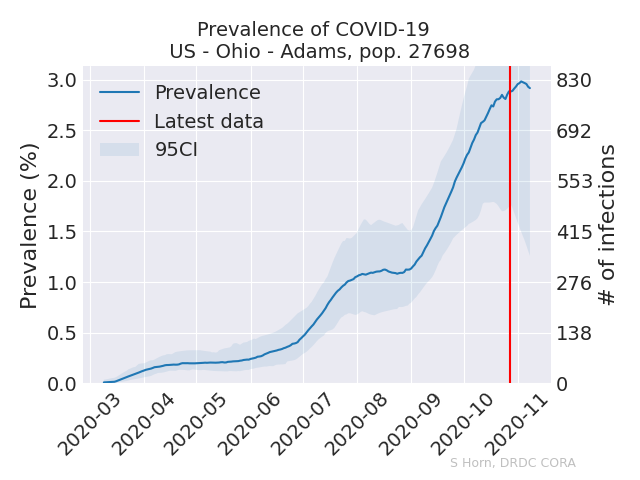 Prevalence of COVID-19
US - Ohio - Adams, pop. 27698
Prevalence
Latest data
95CI
Prevalence (%)
3.0
2.5
2.0
1.5
1.0
0.5
0.0
830
692
553
415
276
138
0
# of infections
2020-03
2020-04
2020-05
2020-06
2020-07
2020-08
2020-09
2020-10
2020-11
S Horn, DRDC CORA